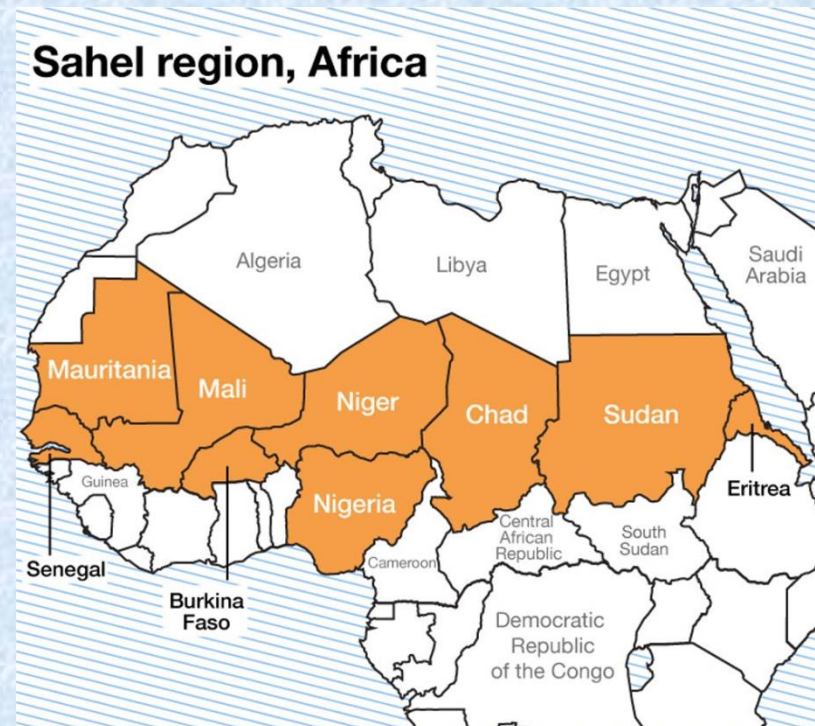 Sahel region, Africa
Algeria
Libya
Egypt
Saudi
Arabia
Mauritania
Mali
Niger
Chad
Sudan
Eritrea
Nigeria
Guinea
Senegal
Burkina
Faso
Cameroon
Central
African
Republic
South
Sudan
Democratic
Republic
of the Congo